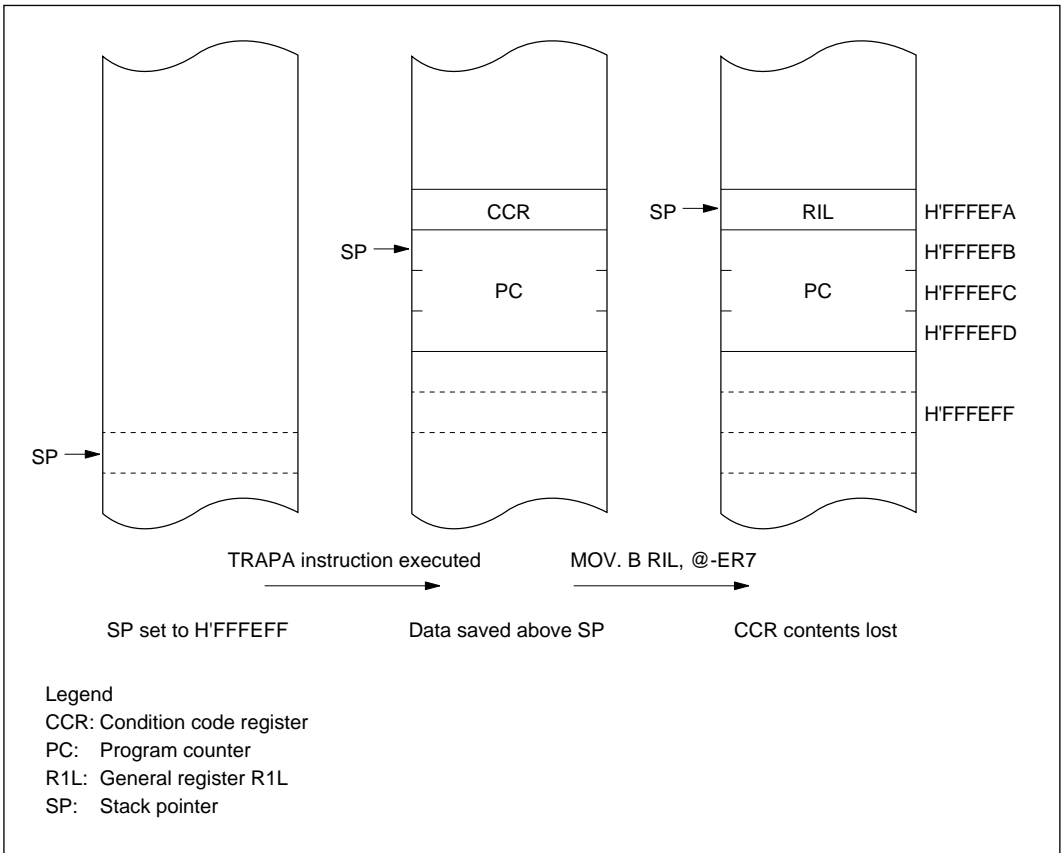 CCR
SP
RIL
H'FFFEFA
SP
H'FFFEFB
PC
PC
H'FFFEFC
H'FFFEFD
H'FFFEFF
SP
TRAPA instruction executed
MOV. B RIL, @-ER7
SP set to H'FFFEFF
Data saved above SP
CCR contents lost
Legend
CCR: Condition code register
PC: Program counter
R1L: General register R1L
SP: Stack pointer